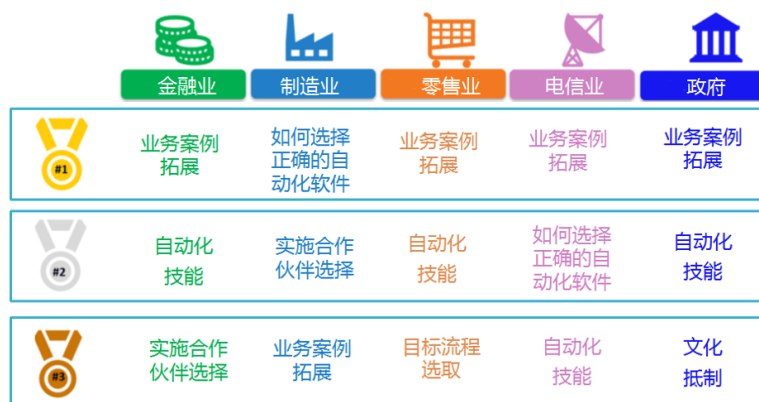 金融业
制造业
零售业
电信业
政府
#1
业务案例
拓展
如何选择
正确的自
动化软件
业务案例
拓展
业务案例
拓展
业务案例
拓展
#2
自动化
技能
实施合作
伙伴选择
自动化
技能
如何选择
正确的自
动化软件
自动化
技能
#3
实施合作
伙伴选择
业务案例
拓展
目标流程
选取
自动化
技能
文化
抵制